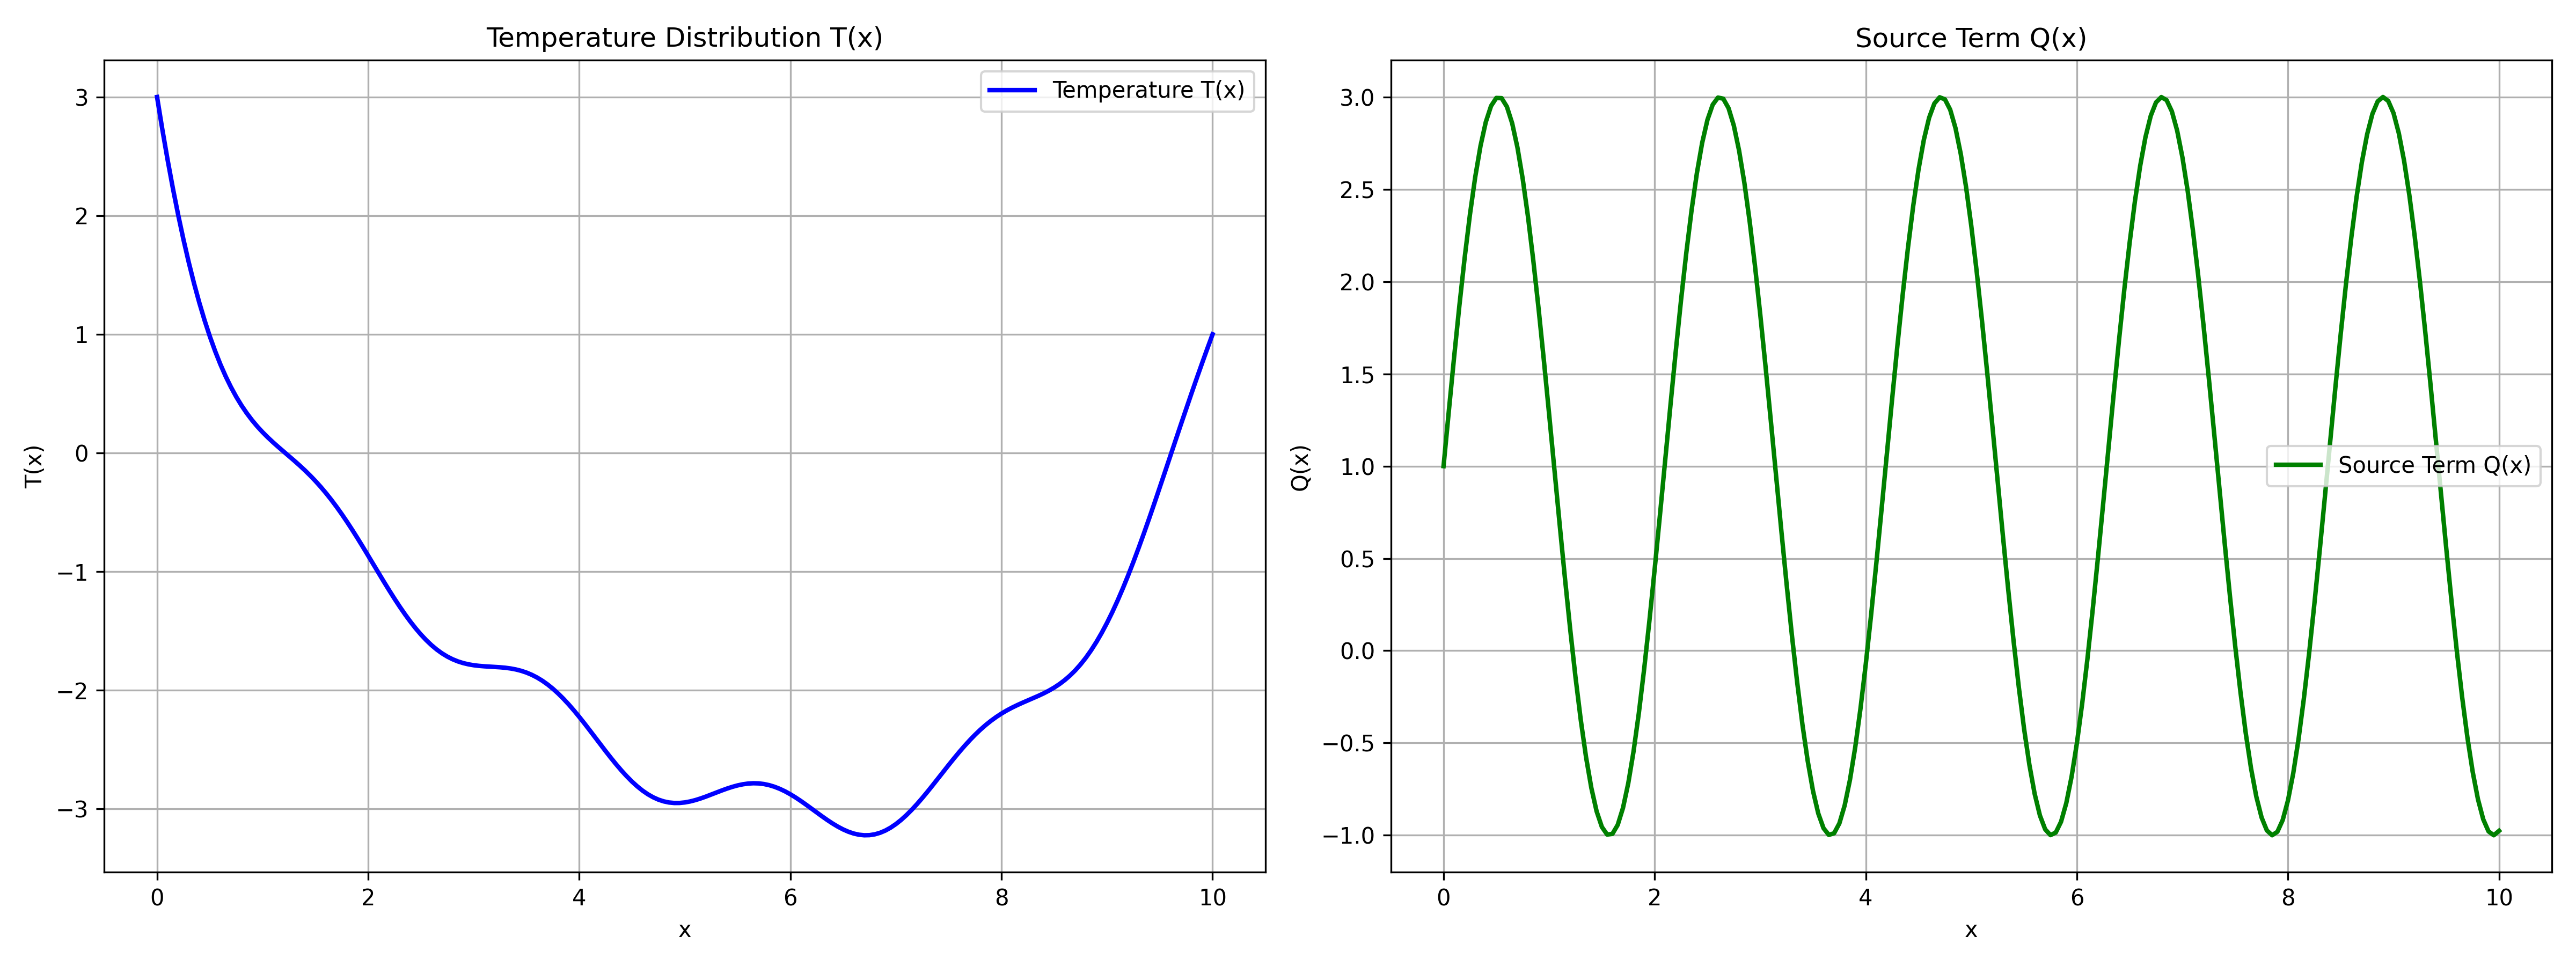 Temperature Distribution T(x)
Temperature T(x)
3
2
1
0
−1
−2
−3
T(x)
0 2 4 6 8 10
x
Source Term Q(x)
Source Term Q(x)
3.0
2.5
2.0
1.5
1.0
0.5
0.0
−0.5
−1.0
Q(x)
0 2 4 6 8 10
x